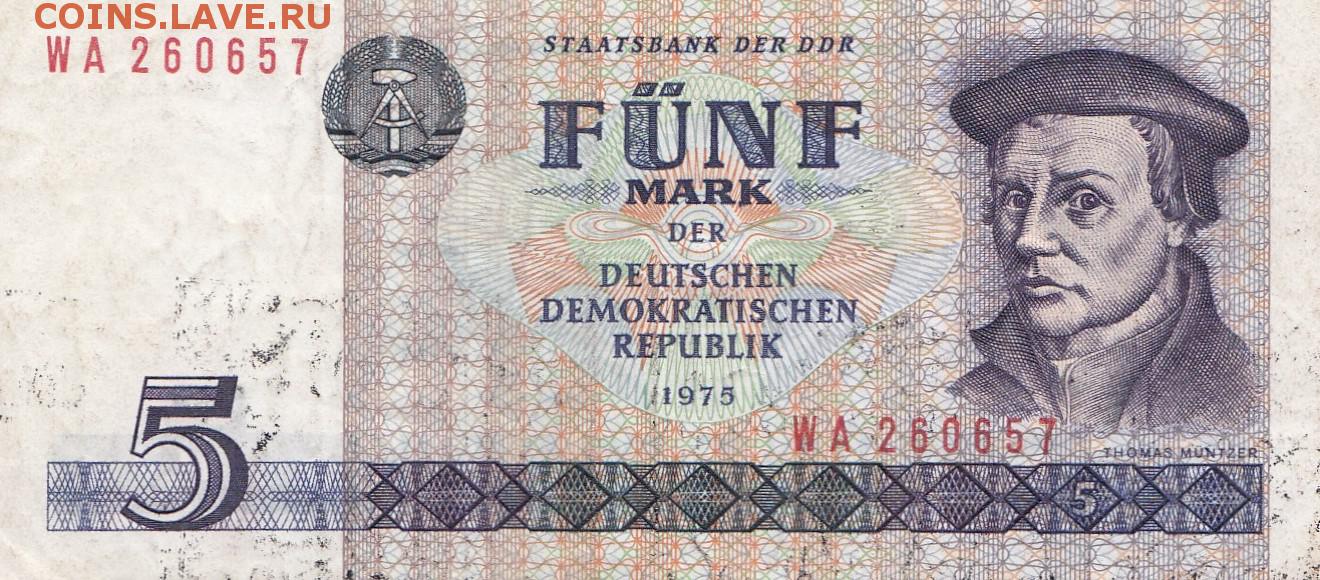 COINS.LAVE.RU
WA 260657
STAATSBANK DER DDR
FÜNF
MARK
DER
DEUTSCHEN
DEMOKRATISCHEN
REPUBLIK
1975
WA 260657
THOMAS MÜNTZER
5
5